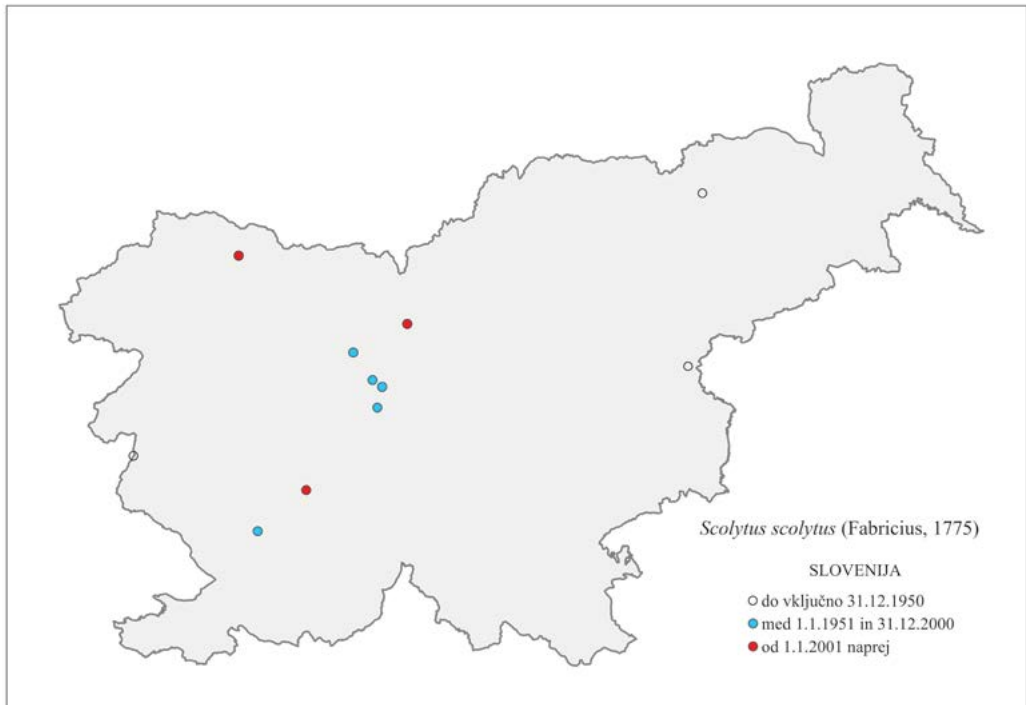 Scolytus scolytus (Fabricius, 1775)
SLOVENIJA
do vključno 31.12.1950
med 1.1.1951 in 31.12.2000
od 1.1.2001 naprej